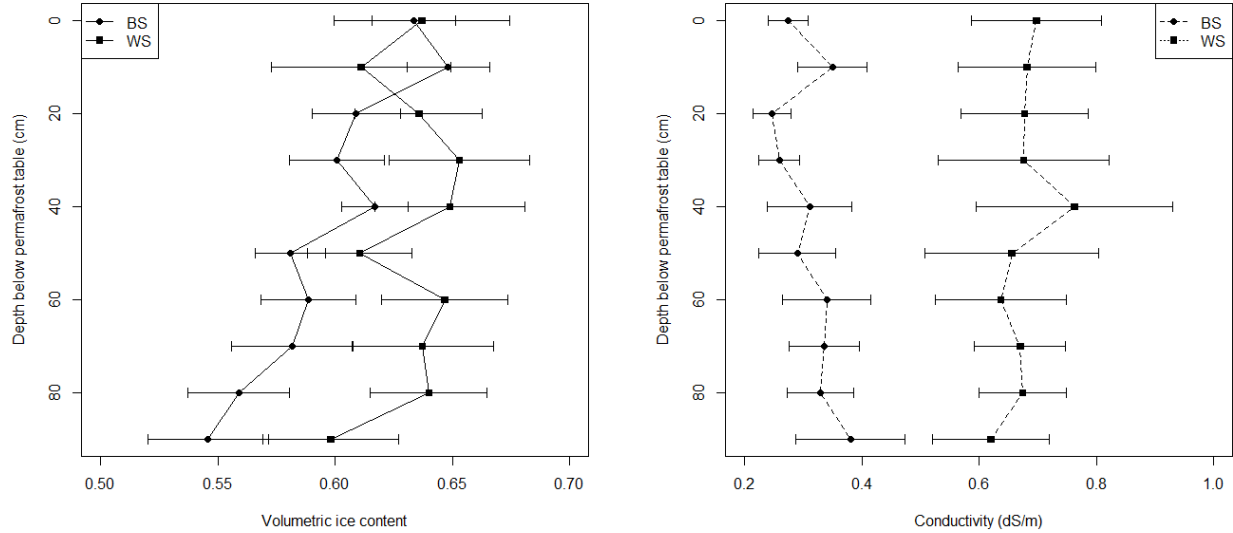 BS
WS
0
20
40
60
80
Depth below permafrost table (cm)
0.50 0.55 0.60 0.65 0.70
Volumetric ice content
BS
WS
0
20
40
60
80
Depth below permafrost table (cm)
0.2 0.4 0.6 0.8 1.0
Conductivity (dS/m)